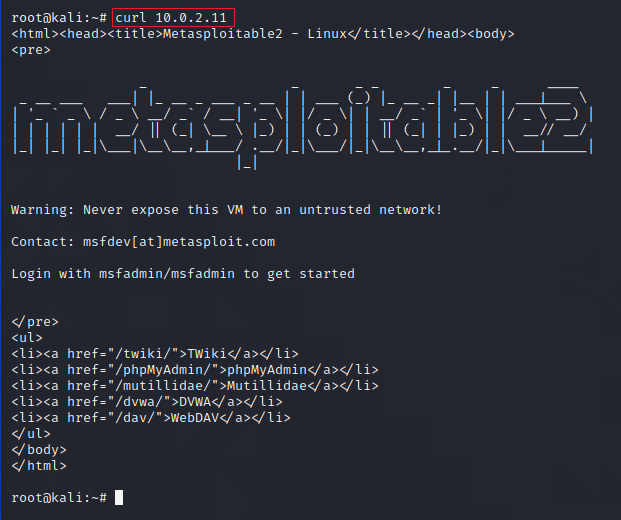 root@kali:~# curl 10.0.2.11
<html><head><title>Metasploitable2 - Linux</title></head><body>
<pre>
metasploitable2
Warning: Never expose this VM to an untrusted network!
Contact: msfdev[at]metasploit.com
Login with msfadmin/msfadmin to get started
</pre>
<ul>
<li><a href="/twiki/">TWiki</a></li>
<li><a href="/phpMyAdmin/">phpMyAdmin</a></li>
<li><a href="/mutillidae/">Mutillidae</a></li>
<li><a href="/dvwa/">DVWA</a></li>
<li><a href="/dav/">WebDAV</a></li>
</ul>
</body>
</html>
root@kali:~#